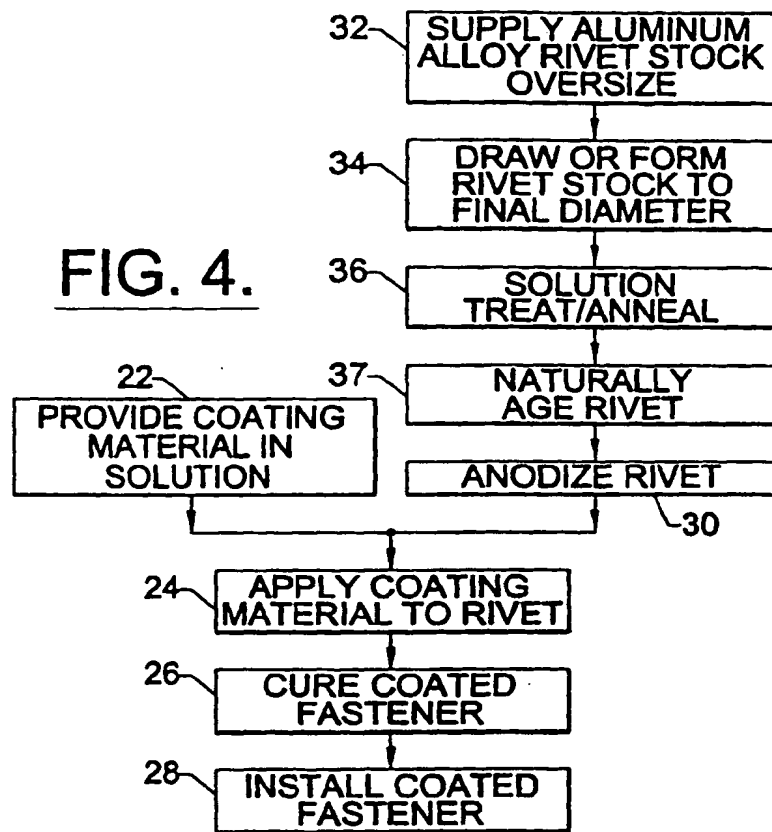 32
SUPPLY ALUMINUM
ALLOY RIVET STOCK
OVERSIZE
34
DRAW OR FORM
RIVET STOCK TO
FINAL DIAMETER
FIG. 4.
36
SOLUTION
TREAT/ANNEAL
22
PROVIDE COATING
MATERIAL IN
SOLUTION
37
NATURALLY
AGE RIVET
ANODIZE RIVET
30
24
APPLY COATING
MATERIAL TO RIVET
26
CURE COATED
FASTENER
28
INSTALL COATED
FASTENER